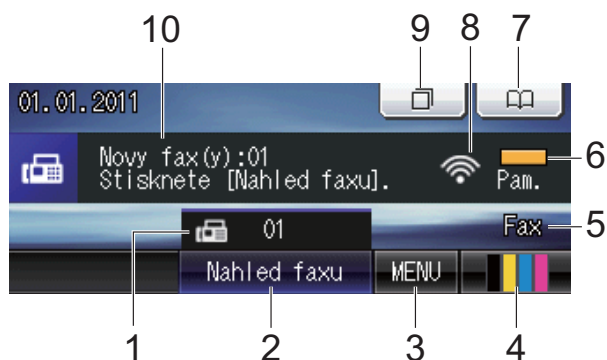 10 9 8 7
01.01.2011
Novy fax(y):01
Stisknete [Nahled faxu].
Pam.
6
1
01
Fax
5
Nahled faxu
MENU
1 2 3 4